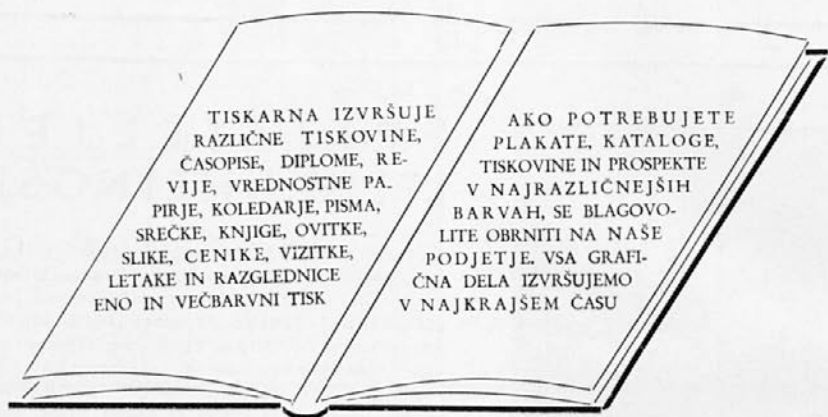 TISKARNA IZVRŠUJE
RAZLIČNE TISKOVINE,
ČASOPISE, DIPLOME, RE-
VIJE, VREDNOSTNE PA-
PIRJE, KOLEDARJE, PISMA,
SREČKE, KNJIGE, OVITKE,
SLIKE, CENIKE, VIZITKE,
LETAKE IN RAZGLEDNICE
ENO IN VEČBARVNI TISK
AKO POTREBUJETE
PLAKATE, KATALOGE,
TISKOVINE IN PROSPEKTE
V NAJRAZLIČNEJŠIH
BARVAH, SE BLAGOVO-
LITE OBRNITI NA NAŠE
PODJETJE. VSA GRAFI-
ČNA DELA IZVRŠUJEMO
V NAJKRAJŠEM ČASU